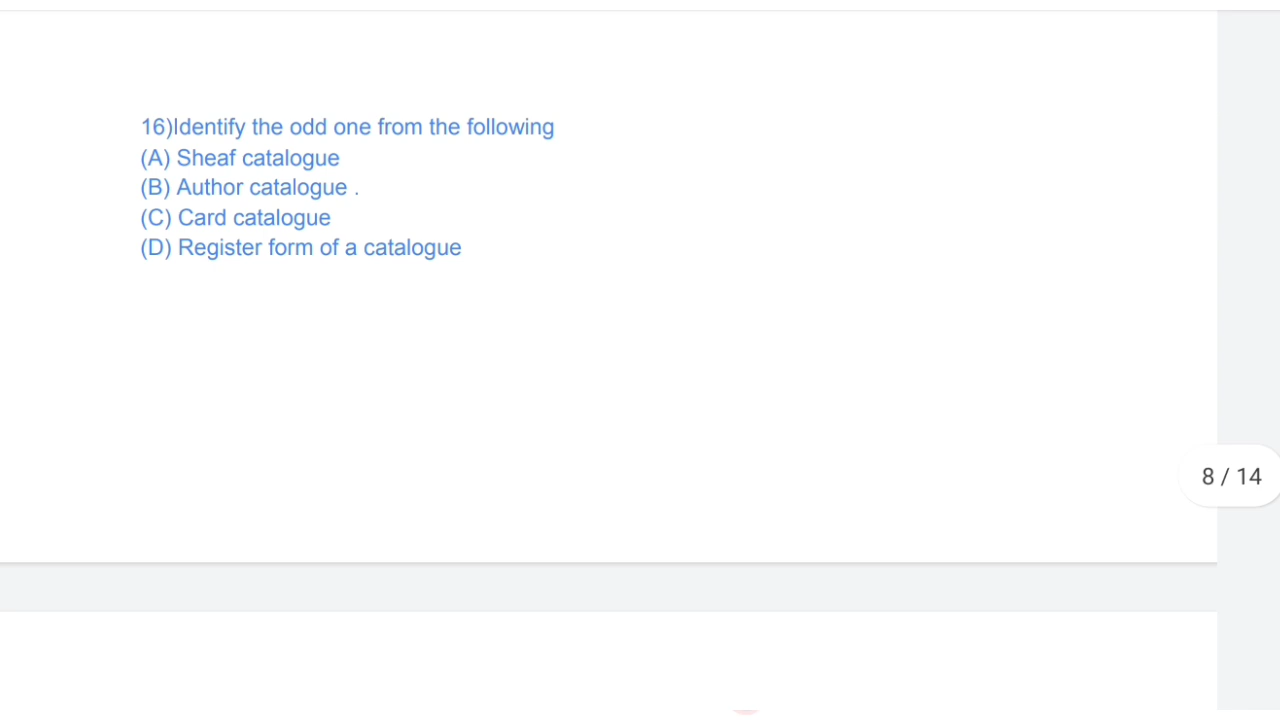 16)Identify the odd one from the following
(A) Sheaf catalogue
(B) Author catalogue .
(C) Card catalogue
(D) Register form of a catalogue
8 / 14